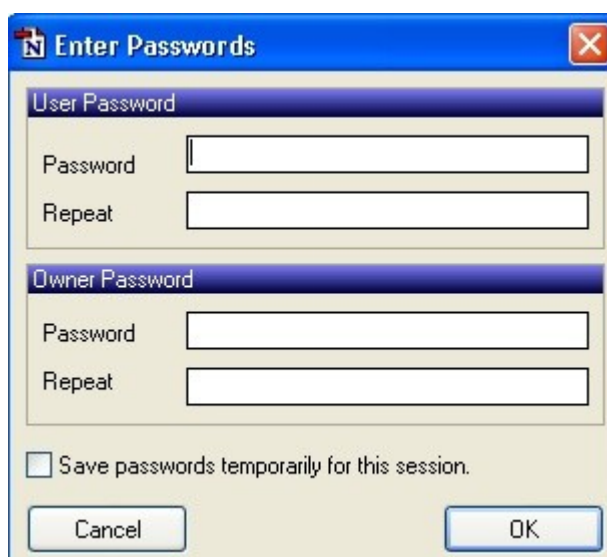 Enter Passwords
User Password
Password
Repeat
Owner Password
Password
Repeat
Save passwords temporarily for this session.
Cancel
OK